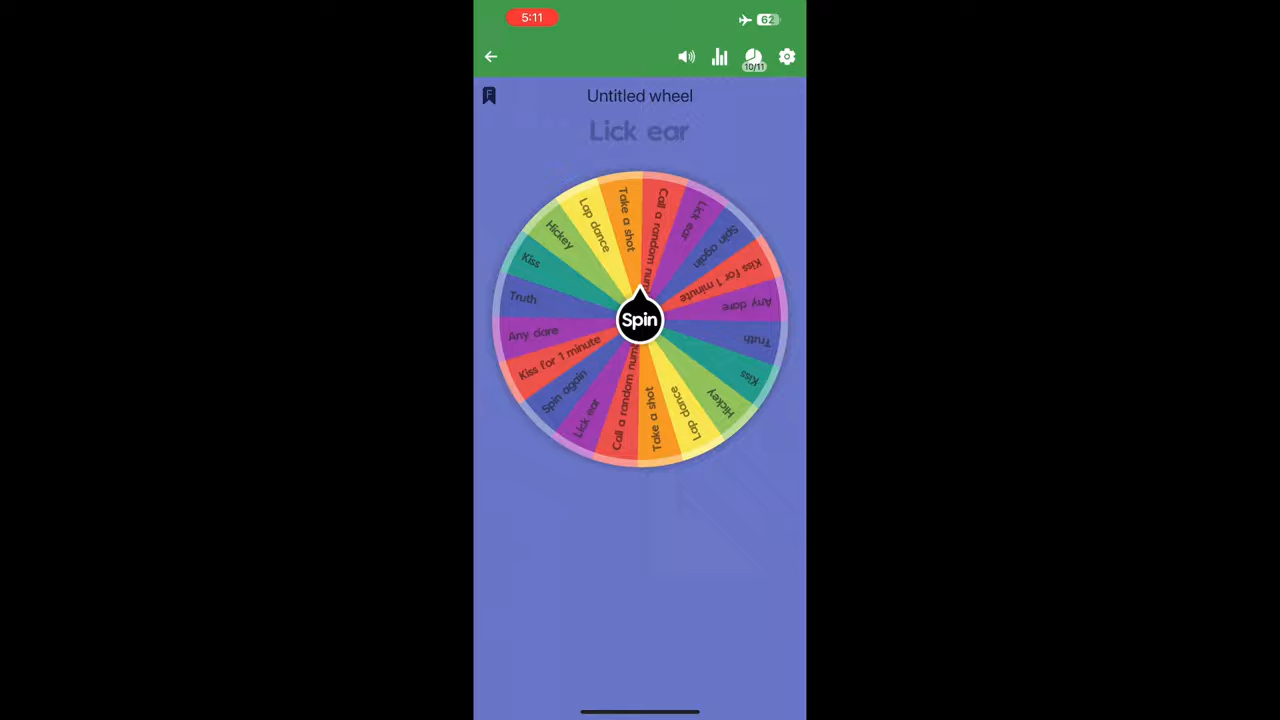 5:11
62
10/11
F
Untitled wheel
Lick ear
Take a shot
Call a random num
Lick ear
Spin again
Kiss for 1 minute
Any dare
Truth
Kiss
Hickey
Lap dance
Take a shot
Call a random num
Lick ear
Spin again
Kiss for 1 minute
Any dare
Truth
Kiss
Hickey
Lap dance
Spin